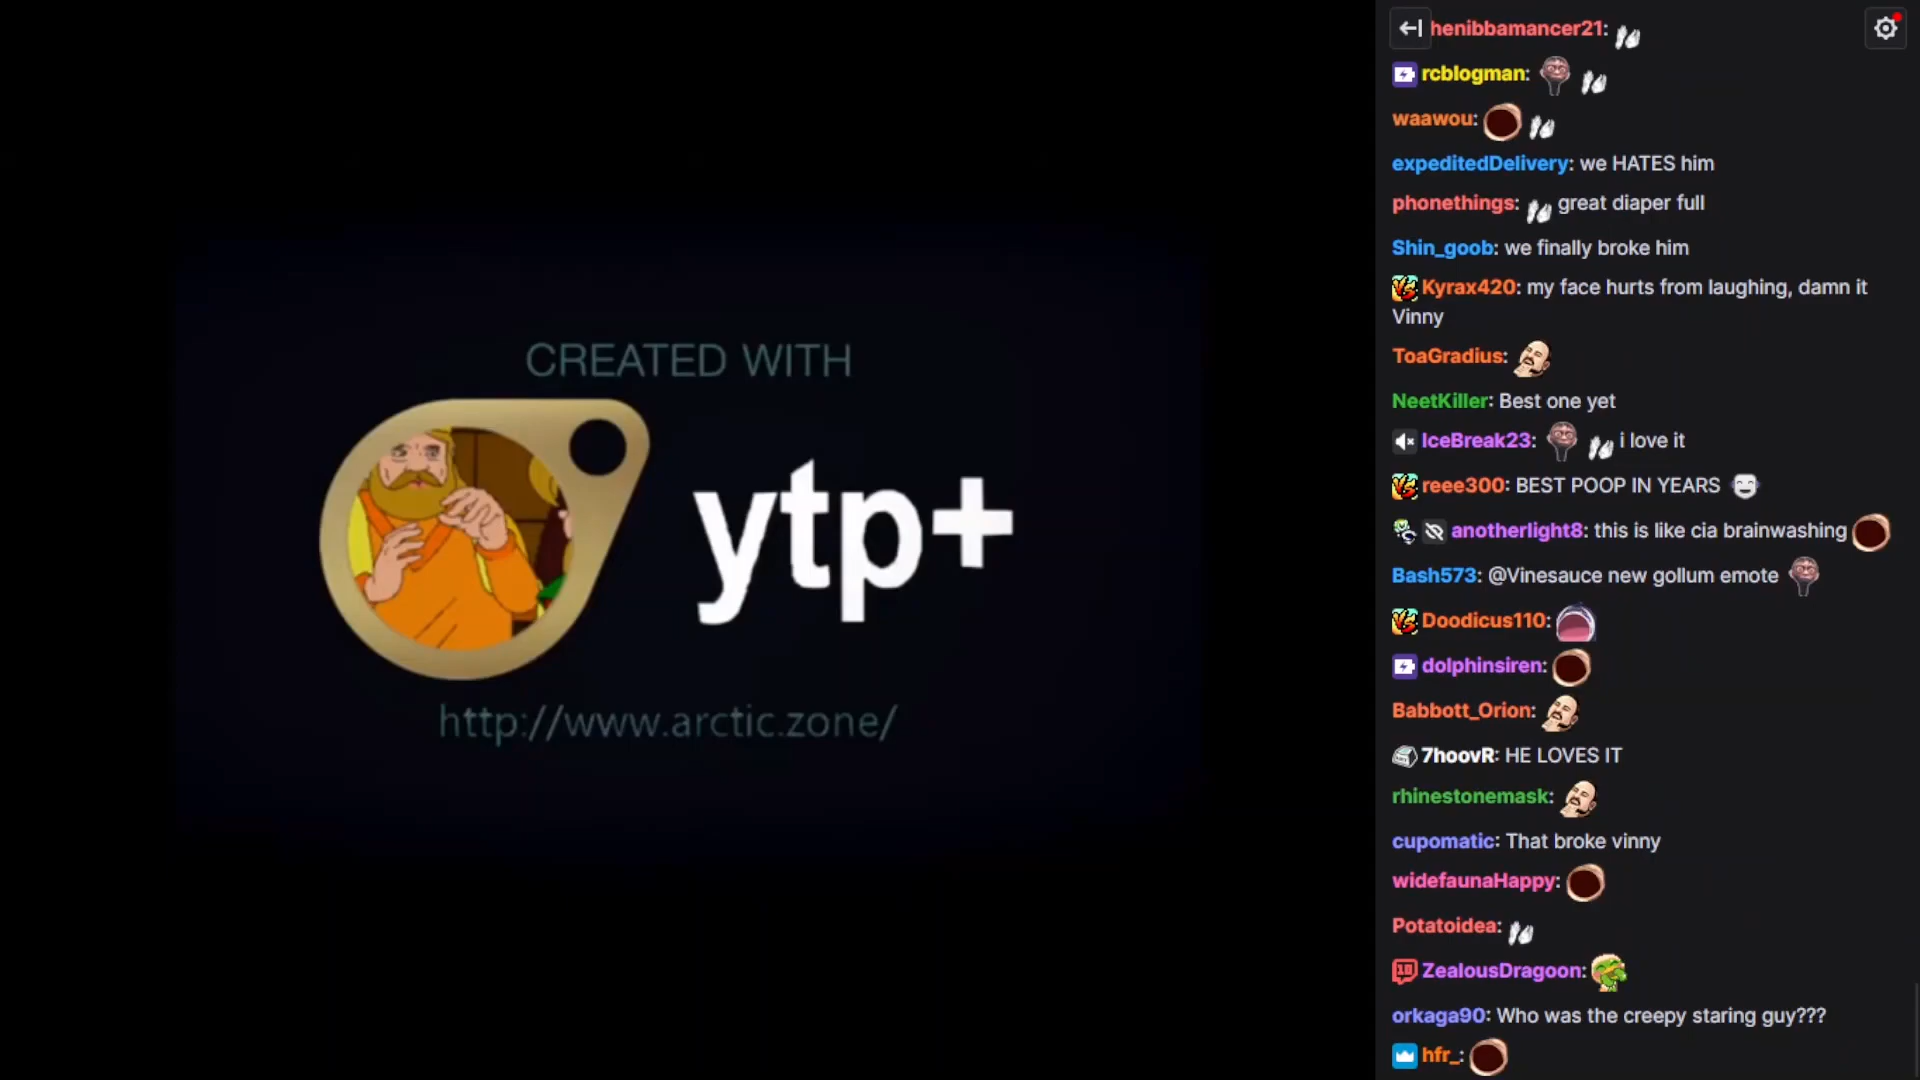 CREATED WITH
ytp+
http://www.arctic.zone/
henibbamancer21:
rcblogman:
waawou:
expeditedDelivery: we HATES him
phonethings: great diaper full
Shin_goob: we finally broke him
Kyrax420: my face hurts from laughing, damn it
Vinny
ToaGradius:
NeetKiller: Best one yet
IceBreak23: i love it
reee300: BEST POOP IN YEARS
anotherlight8: this is like cia brainwashing
Bash573: @Vinesauce new gollum emote
Doodicus110:
dolphinsiren:
Babbott_Orion:
7hoovR: HE LOVES IT
rhinestonemask:
cupomatic: That broke vinny
widefaunaHappy:
Potatoidea:
10 ZealousDragoon:
orkaga90: Who was the creepy staring guy???
hfr_: